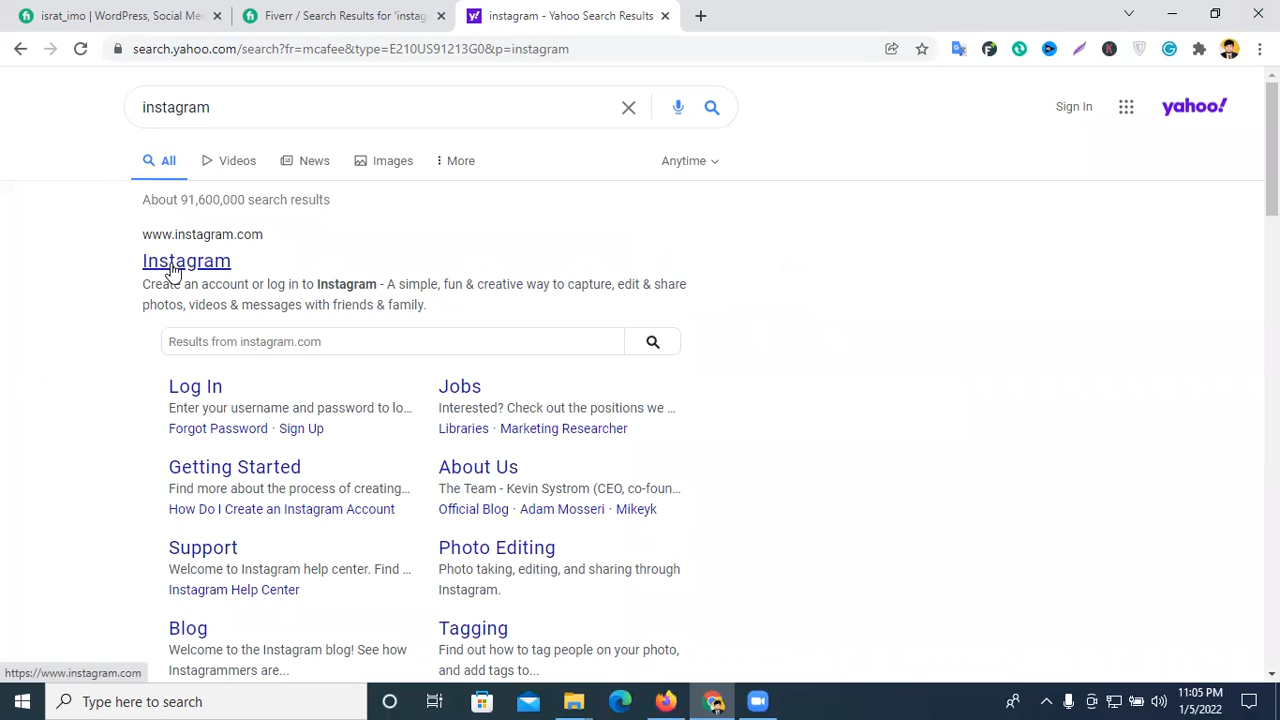 israt_imo | WordPress, Social Me
Fiverr / Search Results for 'instag
instagram - Yahoo Search Results
search.yahoo.com/search?fr=mcafee&type=E210US91213G0&p=instagram
instagram
Sign In
yahoo!
All
Videos
News
Images
More
Anytime
About 91,600,000 search results
www.instagram.com
Instagram
Create an account or log in to Instagram - A simple, fun & creative way to capture, edit & share
photos, videos & messages with friends & family.
Results from instagram.com
Log In
Enter your username and password to lo...
Forgot Password · Sign Up
Jobs
Interested? Check out the positions we ...
Libraries · Marketing Researcher
Getting Started
Find more about the process of creating...
How Do I Create an Instagram Account
About Us
The Team - Kevin Systrom (CEO, co-foun...
Official Blog · Adam Mosseri · Mikeyk
Support
Welcome to Instagram help center. Find ...
Instagram Help Center
Photo Editing
Photo taking, editing, and sharing through
Instagram.
Blog
Welcome to the Instagram blog! See how
Instagrammers are...
Tagging
Find out how to tag people on your photo,
and add tags to...
https://www.instagram.com
Type here to search
11:05 PM
1/5/2022